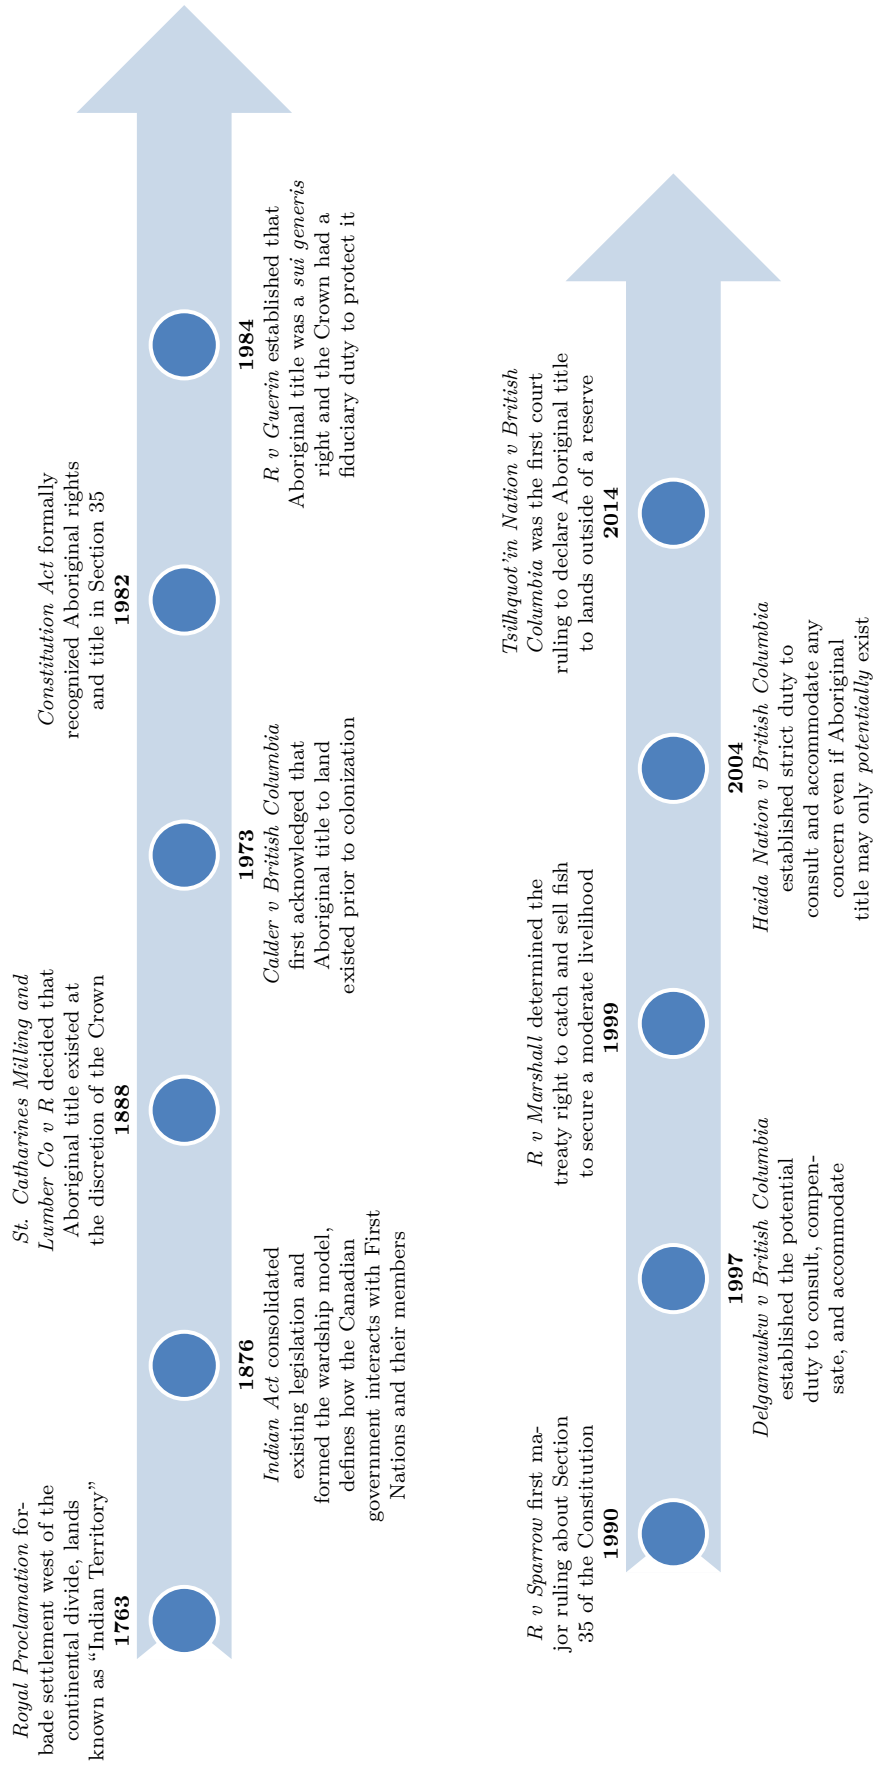 Royal Proclamation for-
bade settlement west of the
continental divide, lands
known as “Indian Territory”
1763
1876
Indian Act consolidated
existing legislation and
formed the wardship model,
defines how the Canadian
government interacts with First
Nations and their members
St. Catharines Milling and
Lumber Co v R decided that
Aboriginal title existed at
the discretion of the Crown
1888
1973
Calder v British Columbia
first acknowledged that
Aboriginal title to land
existed prior to colonization
Constitution Act formally
recognized Aboriginal rights
and title in Section 35
1982
1984
R v Guerin established that
Aboriginal title was a sui generis
right and the Crown had a
fiduciary duty to protect it
R v Sparrow first ma-
jor ruling about Section
35 of the Constitution
1990
1997
Delgamuukw v British Columbia
established the potential
duty to consult, compen-
sate, and accommodate
R v Marshall determined the
treaty right to catch and sell fish
to secure a moderate livelihood
1999
2004
Haida Nation v British Columbia
established strict duty to
consult and accommodate any
concern even if Aboriginal
title may only potentially exist
Tsilhquot’in Nation v British
Columbia was the first court
ruling to declare Aboriginal title
to lands outside of a reserve
2014